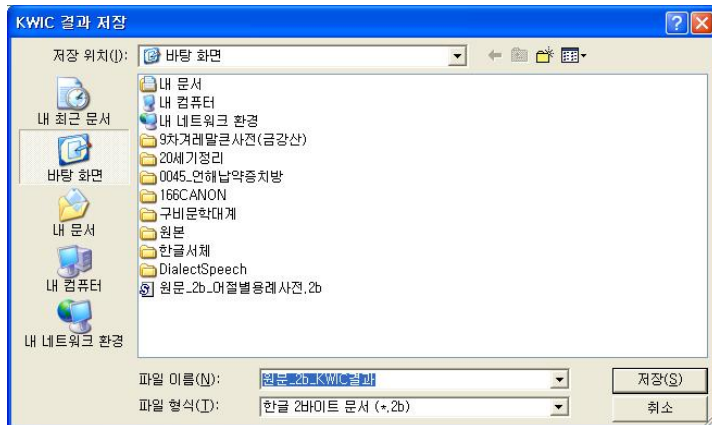 KWIC 결과 저장
저장 위치(I): 바탕 화면
내 최근 문서
바탕 화면
내 문서
내 컴퓨터
내 네트워크 환경
내 문서
내 컴퓨터
내 네트워크 환경
9차겨레말큰사전(금강산)
20세기정리
0045_언해납약증치방
166CANON
구비문학대계
원본
한글서체
DialectSpeech
원문_2b_어절별용례사전.2b
파일 이름(N): 원문_2b_KWIC결과 저장(S)
파일 형식(T): 한글 2바이트 문서 (*.2b) 취소